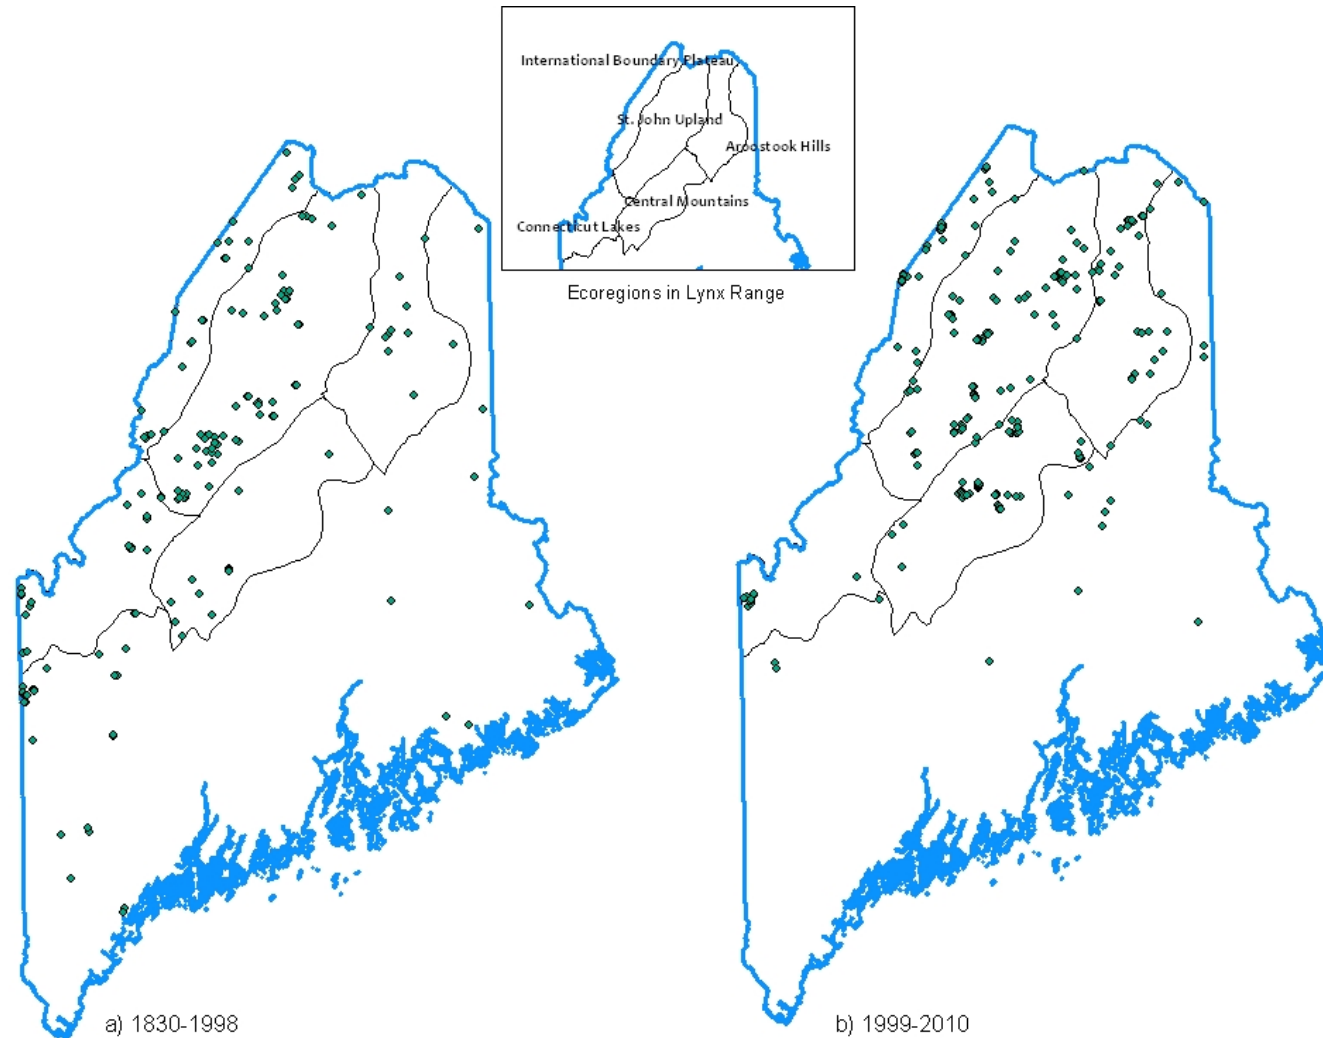 International Boundary Plateau
St. John Upland
Aroostook Hills
Central Mountains
Connecticut Lakes
Ecoregions in Lynx Range
a) 1830-1998
b) 1999-2010